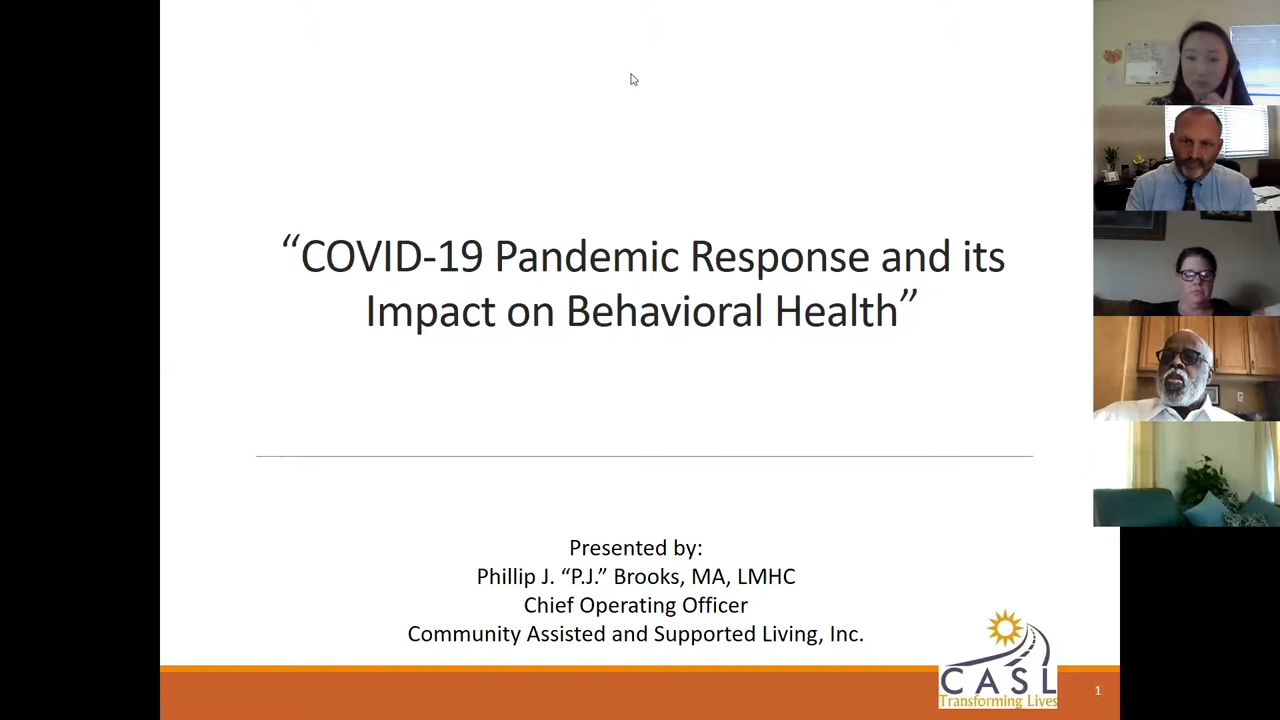 “COVID-19 Pandemic Response and its
Impact on Behavioral Health”
Presented by:
Phillip J. “P.J.” Brooks, MA, LMHC
Chief Operating Officer
Community Assisted and Supported Living, Inc.
CASL
Transforming Lives
1